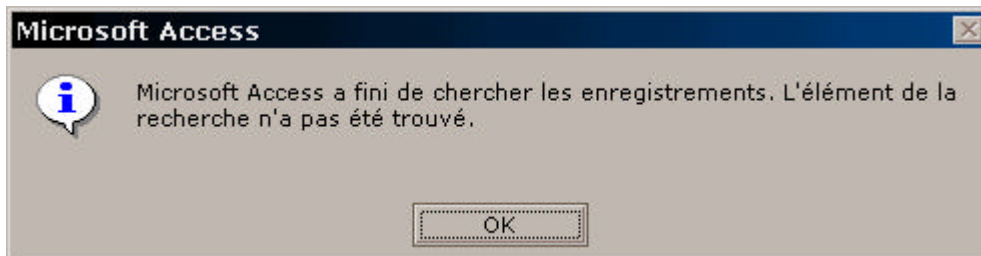 Microsoft Access
Microsoft Access a fini de chercher les enregistrements. L'élément de la
recherche n'a pas été trouvé.
OK